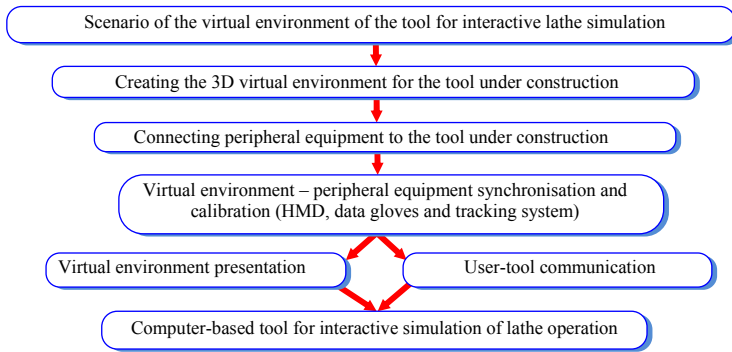 Scenario of the virtual environment of the tool for interactive lathe simulation
Creating the 3D virtual environment for the tool under construction
Connecting peripheral equipment to the tool under construction
Virtual environment – peripheral equipment synchronisation and
calibration (HMD, data gloves and tracking system)
Virtual environment presentation
User-tool communication
Computer-based tool for interactive simulation of lathe operation